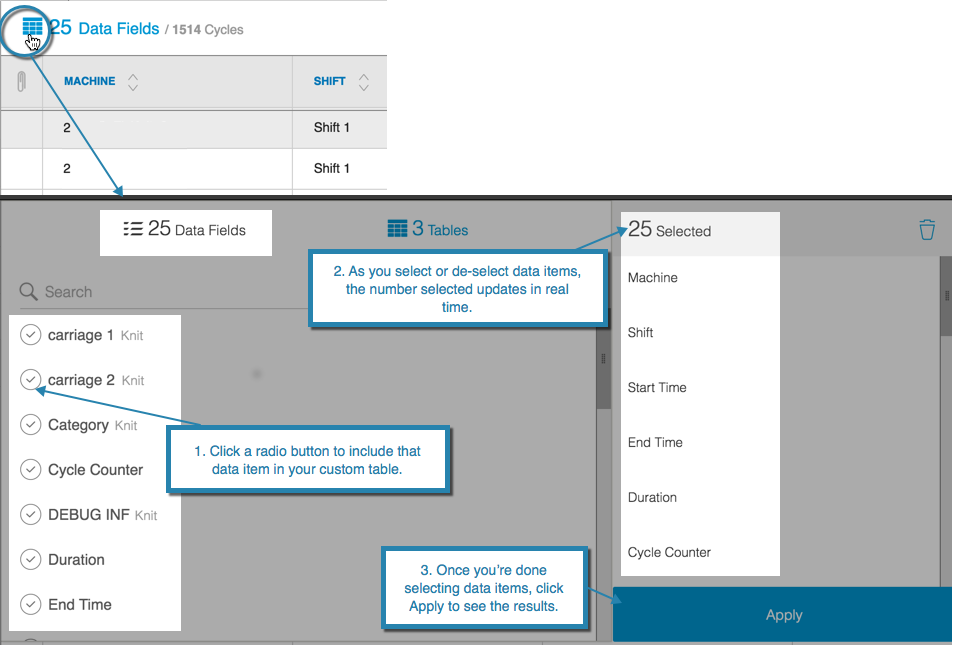 25 Data Fields / 1514 Cycles
MACHINE SHIFT
2 Shift 1
2 Shift 1
25 Data Fields
3 Tables
25 Selected
2. As you select or de-select data items,
the number selected updates in real
time.
Search
carriage 1 Knit
carriage 2 Knit
Category Knit
Cycle Counter
DEBUG INF Knit
Duration
End Time
1. Click a radio button to include that
data item in your custom table.
Machine
Shift
Start Time
End Time
Duration
Cycle Counter
3. Once you're done
selecting data items, click
Apply to see the results.
Apply